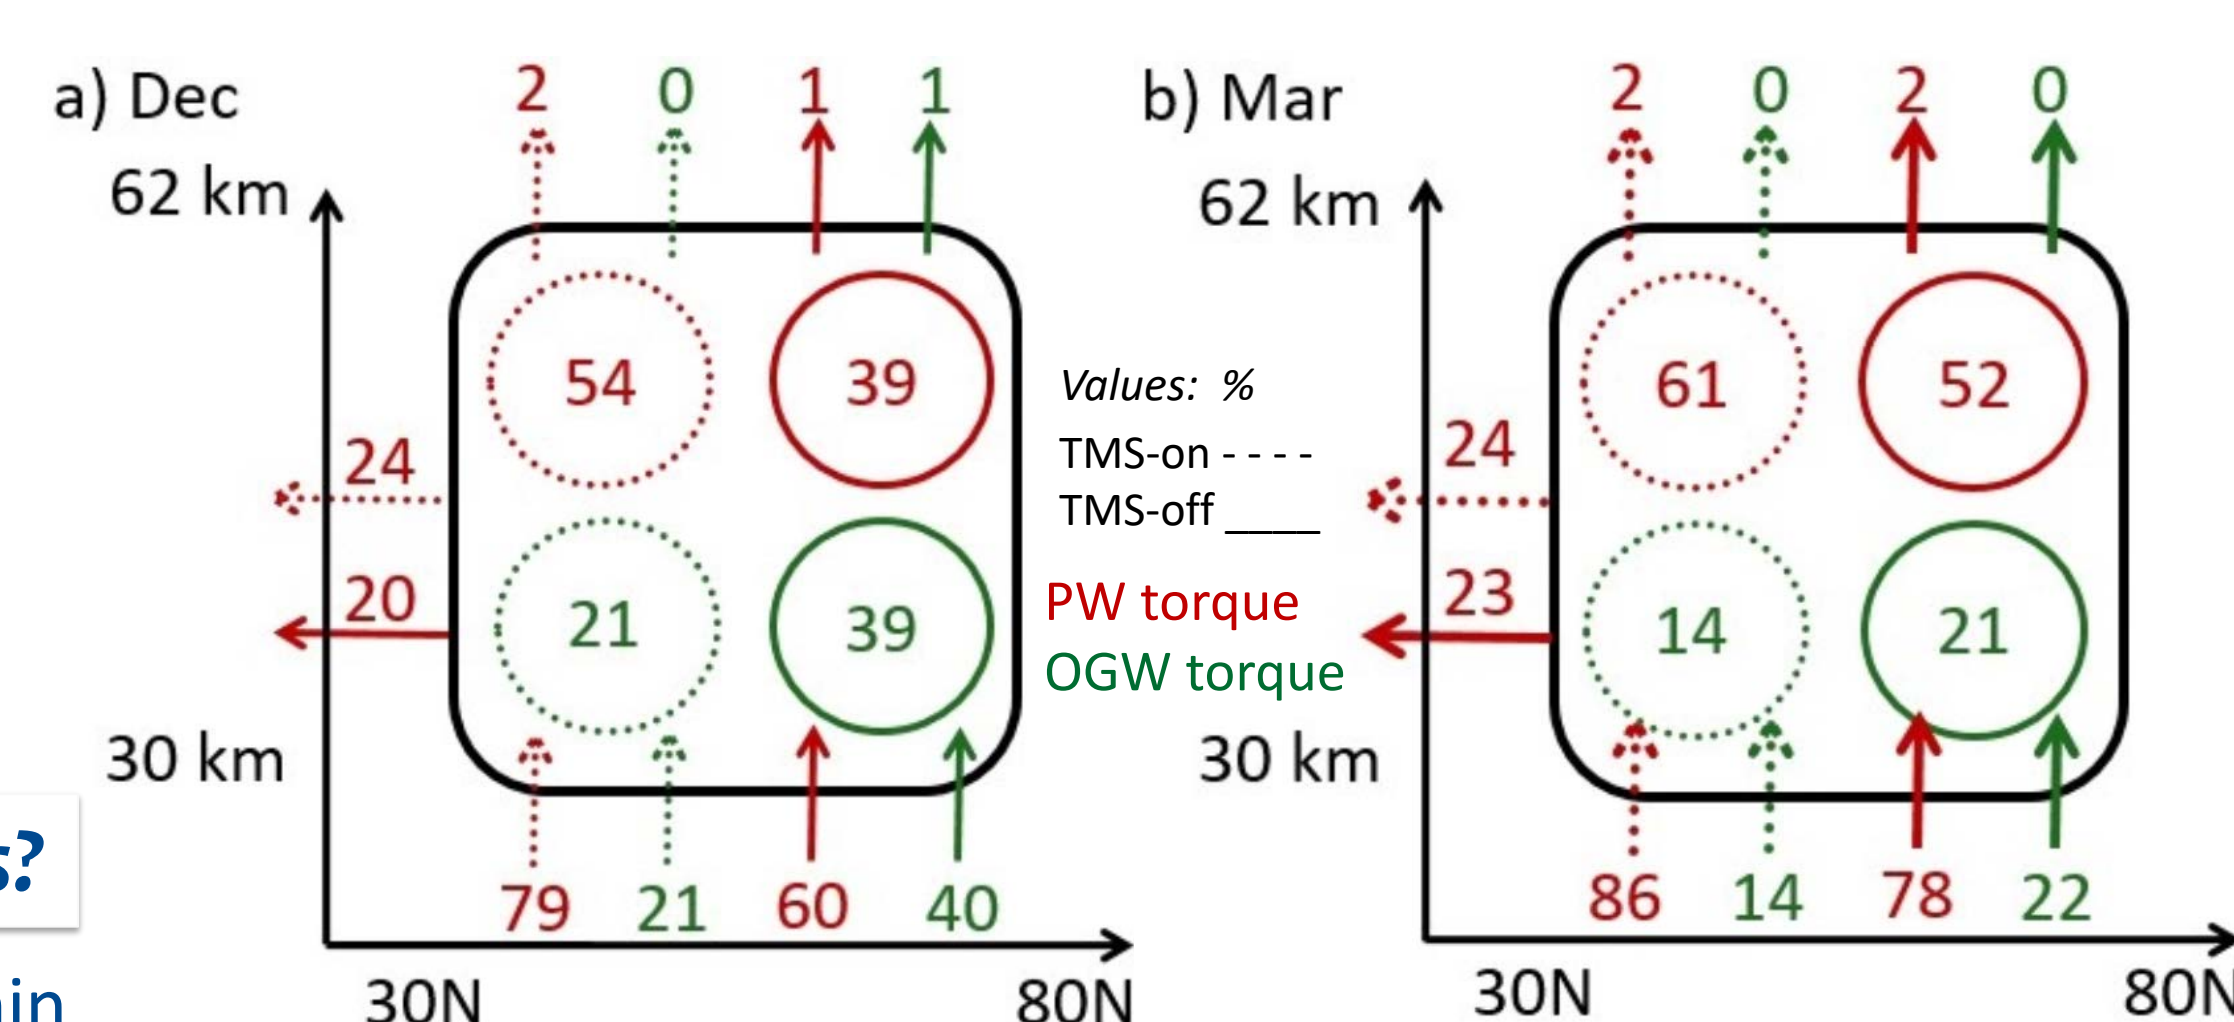 a) Dec
2 0 1 1
62 km
54 39
24
21 39
20
30 km
79 21 60 40
30N 80N
Values: %
TMS-on - - - -
TMS-off ____
PW torque
OGW torque
b) Mar
2 0 2 0
62 km
61 52
24
14 21
23
30 km
86 14 78 22
30N 80N
s?
in